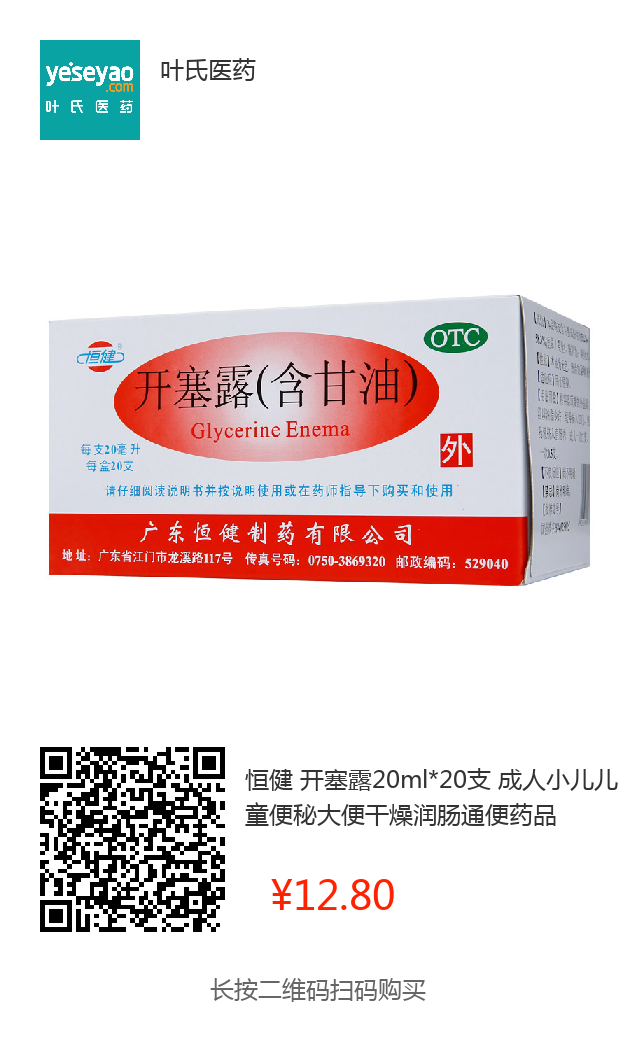 yeseyao
.com
叶氏医药
叶氏医药
恒健®
OTC
开塞露(含甘油)
Glycerine Enema
每支20毫升
每盒20支
外
请仔细阅读说明书并按说明使用或在药师指导下购买和使用
广东恒健制药有限公司
地址：广东省江门市龙溪路117号 传真号码：0750-3869320 邮政编码：529040
恒健 开塞露20ml*20支 成人小儿儿
童便秘大便干燥润肠通便药品
¥12.80
长按二维码扫码购买